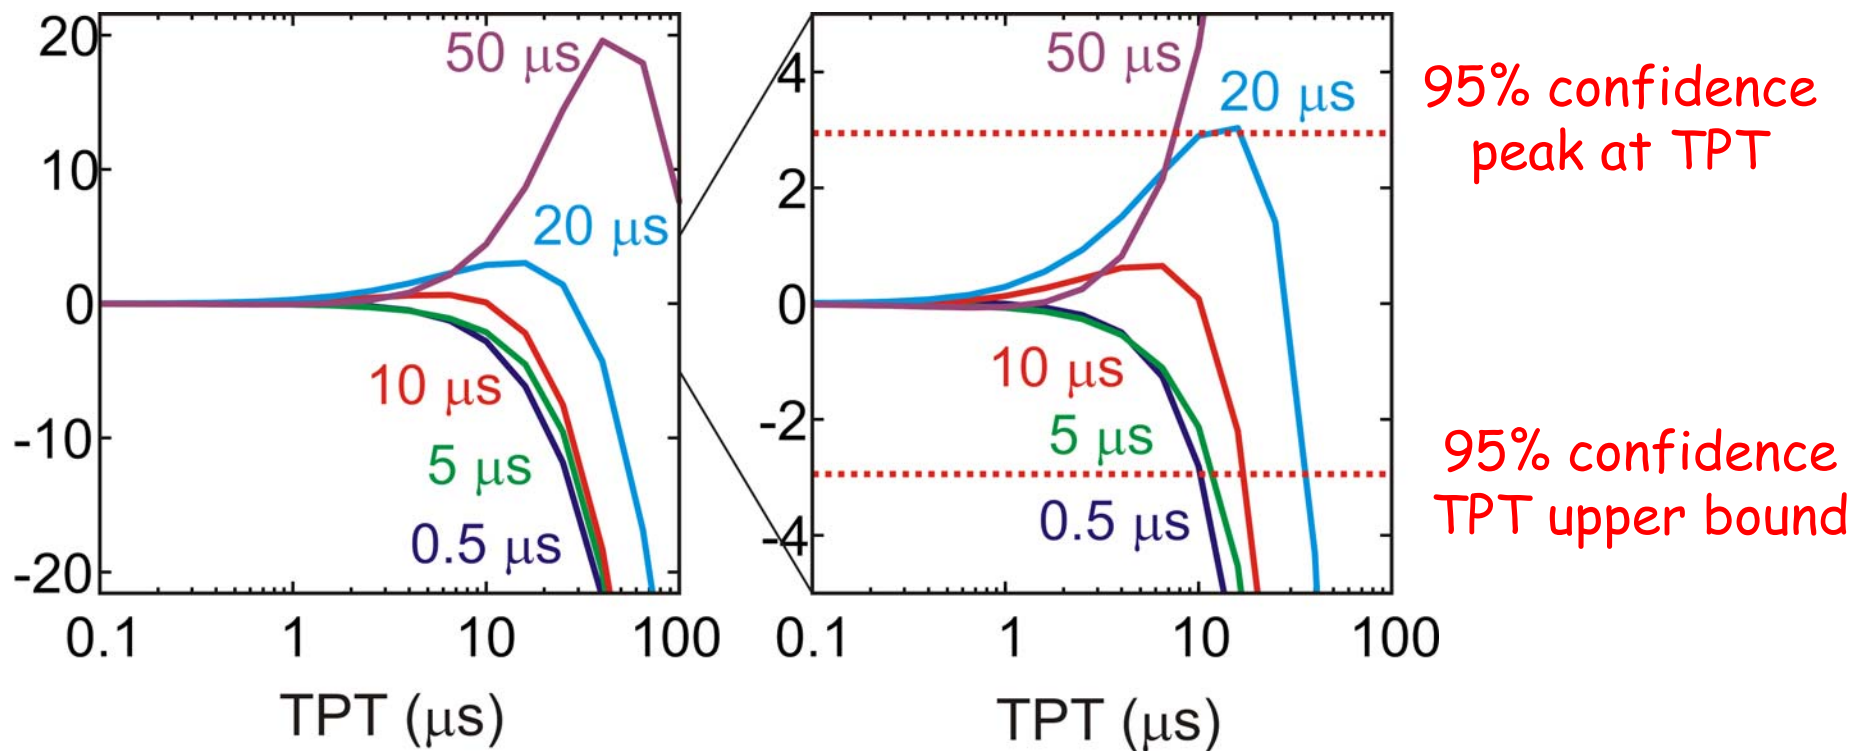 20
10
0
-10
-20
50 µs
20 µs
10 µs
5 µs
0.5 µs
0.1
1
10
100
TPT (µs)
4
2
0
-2
-4
50 µs
20 µs
10 µs
5 µs
0.5 µs
0.1
1
10
100
TPT (µs)
95% confidence
peak at TPT
95% confidence
TPT upper bound